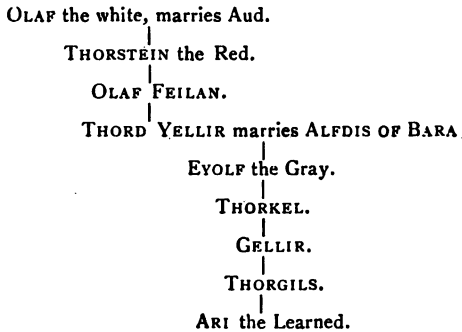 OLAF the white, marries Aud.
THORSTEIN the Red.
OLAF FEILAN.
THORD YELLIR marries ALFDIS OF BARA
EYOLF the Gray.
THORKEL.
GELLIR.
THORGILS.
ARI the Learned.